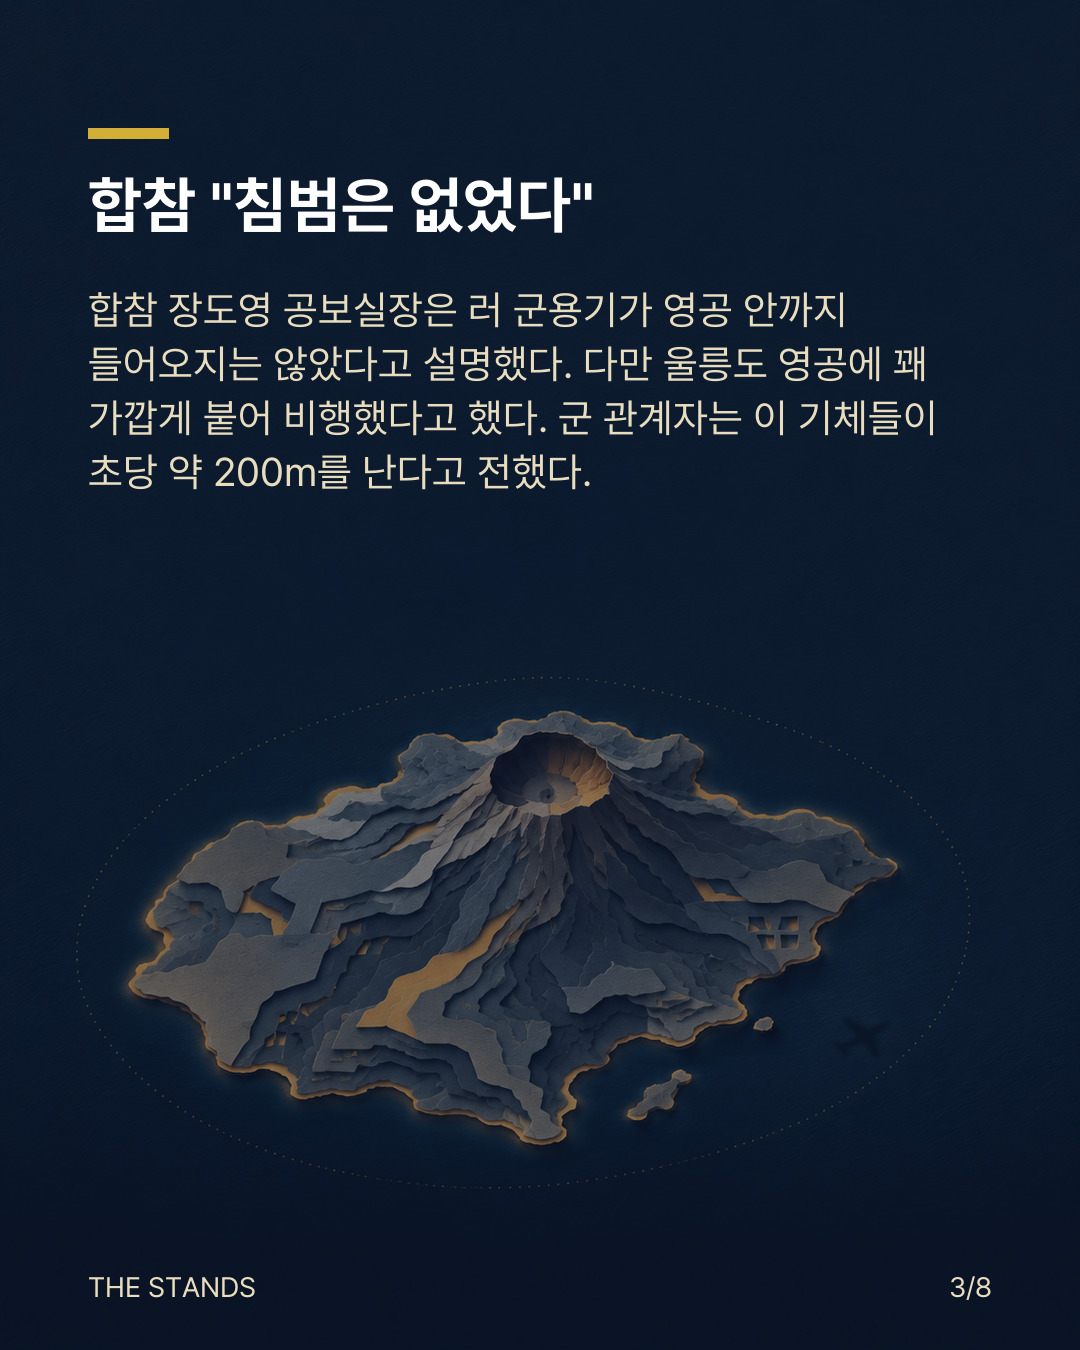 합참 "침범은 없었다"
합참 장도영 공보실장은 러 군용기가 영공 안까지
들어오지는 않았다고 설명했다. 다만 울릉도 영공에 꽤
가깝게 붙어 비행했다고 했다. 군 관계자는 이 기체들이
초당 약 200m를 난다고 전했다.
THE STANDS
3/8